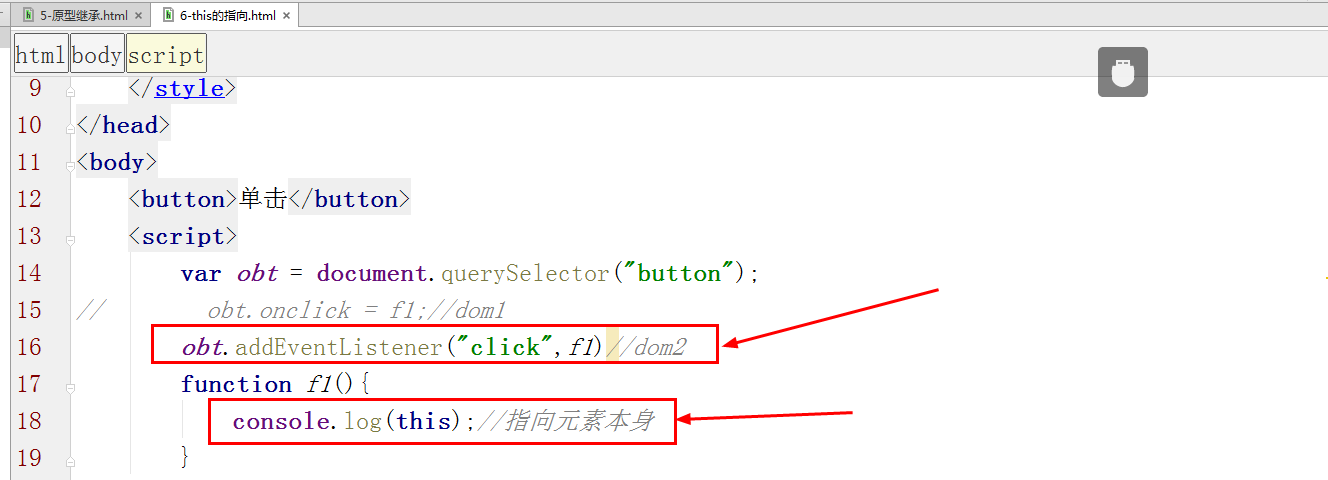 5-原型继承.html × 6-this的指向.html ×
html body script
9 </style>
10 </head>
11 <body>
12 <button>单击</button>
13 <script>
14 var obt = document.querySelector("button");
15 // obt.onclick = f1;//dom1
16 obt.addEventListener("click",f1)//dom2
17 function f1(){
18 console.log(this);//指向元素本身
19 }